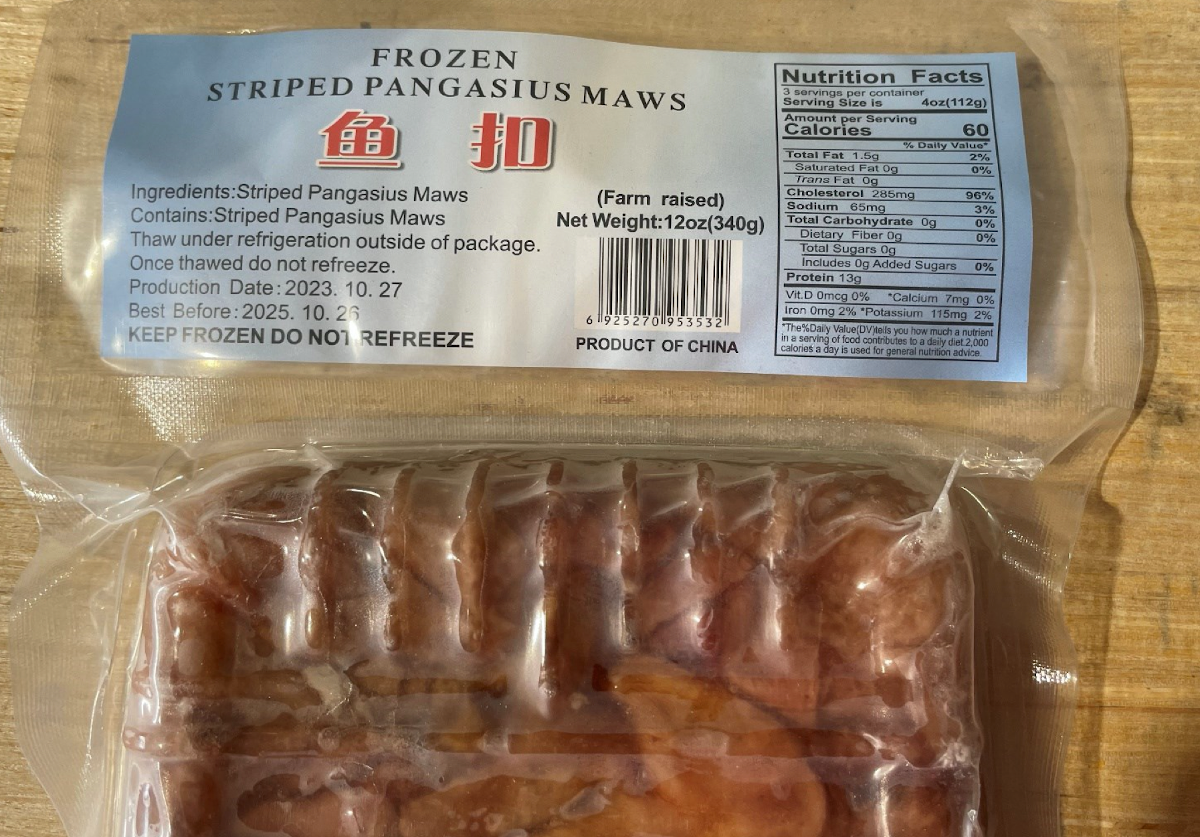 FROZEN
STRIPED PANGASIUS MAWS
鱼 扣
Ingredients:Striped Pangasius Maws
Contains:Striped Pangasius Maws
Thaw under refrigeration outside of package.
Once thawed do not refreeze.
Production Date:2023. 10. 27
Best Before:2025. 10. 26
KEEP FROZEN DO NOT REFREEZE
(Farm raised)
Net Weight:12oz(340g)
6 925270 953532
PRODUCT OF CHINA
Nutrition Facts
3 servings per container
Serving Size is 4oz(112g)
Amount per Serving
Calories 60
% Daily Value*
Total Fat 1.5g 2%
Saturated Fat 0g 0%
Trans Fat 0g
Cholesterol 285mg 96%
Sodium 65mg 3%
Total Carbohydrate 0g 0%
Dietary Fiber 0g 0%
Total Sugars 0g
Includes 0g Added Sugars 0%
Protein 13g
Vit.D 0mcg 0% *Calcium 7mg 0%
Iron 0mg 2% *Potassium 115mg 2%
*The%Daily Value(DV)tells you how much a nutrient
in a serving of food contributes to a daily diet.2,000
calories a day is used for general nutrition advice.